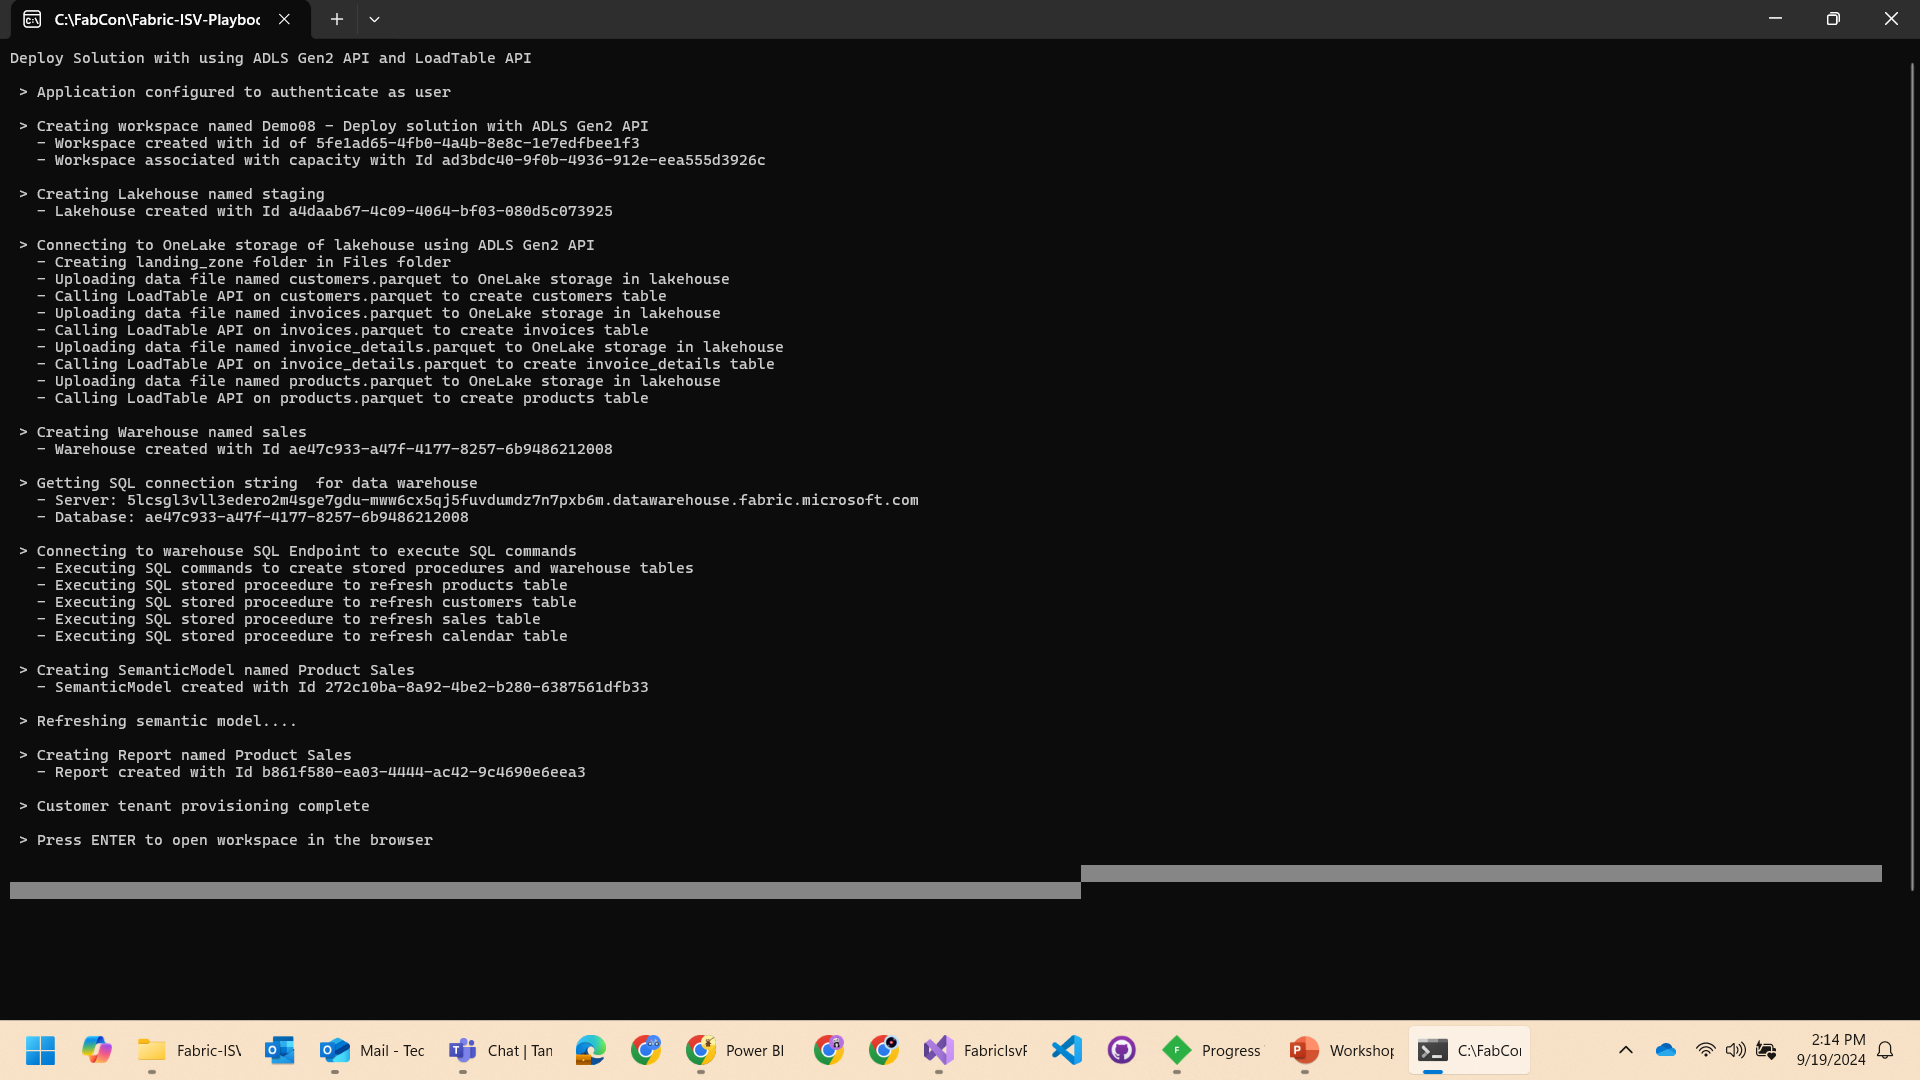 C:\FabCon\Fabric-ISV-Playboo
Deploy Solution with using ADLS Gen2 API and LoadTable API
> Application configured to authenticate as user
> Creating workspace named Demo08 - Deploy solution with ADLS Gen2 API
- Workspace created with id of 5fe1ad65-4fb0-4a4b-8e8c-1e7edfbee1f3
- Workspace associated with capacity with Id ad3bdc40-9f0b-4936-912e-eea555d3926c
> Creating Lakehouse named staging
- Lakehouse created with Id a4daab67-4c09-4064-bf03-080d5c073925
> Connecting to OneLake storage of lakehouse using ADLS Gen2 API
- Creating landing_zone folder in Files folder
- Uploading data file named customers.parquet to OneLake storage in lakehouse
- Calling LoadTable API on customers.parquet to create customers table
- Uploading data file named invoices.parquet to OneLake storage in lakehouse
- Calling LoadTable API on invoices.parquet to create invoices table
- Uploading data file named invoice_details.parquet to OneLake storage in lakehouse
- Calling LoadTable API on invoice_details.parquet to create invoice_details table
- Uploading data file named products.parquet to OneLake storage in lakehouse
- Calling LoadTable API on products.parquet to create products table
> Creating Warehouse named sales
- Warehouse created with Id ae47c933-a47f-4177-8257-6b9486212008
> Getting SQL connection string  for data warehouse
- Server: 5lcsgl3vll3edero2m4sge7gdu-mww6cx5qj5fuvdumdz7n7pxb6m.datawarehouse.fabric.microsoft.com
- Database: ae47c933-a47f-4177-8257-6b9486212008
> Connecting to warehouse SQL Endpoint to execute SQL commands
- Executing SQL commands to create stored procedures and warehouse tables
- Executing SQL stored proceedure to refresh products table
- Executing SQL stored proceedure to refresh customers table
- Executing SQL stored proceedure to refresh sales table
- Executing SQL stored proceedure to refresh calendar table
> Creating SemanticModel named Product Sales
- SemanticModel created with Id 272c10ba-8a92-4be2-b280-6387561dfb33
> Refreshing semantic model....
> Creating Report named Product Sales
- Report created with Id b861f580-ea03-4444-ac42-9c4690e6eea3
> Customer tenant provisioning complete
> Press ENTER to open workspace in the browser
Fabric-ISV Mail - Tec Chat | Tan Power BI FabricIsvP Progress Workshop C:\FabCon 2:14 PM
9/19/2024